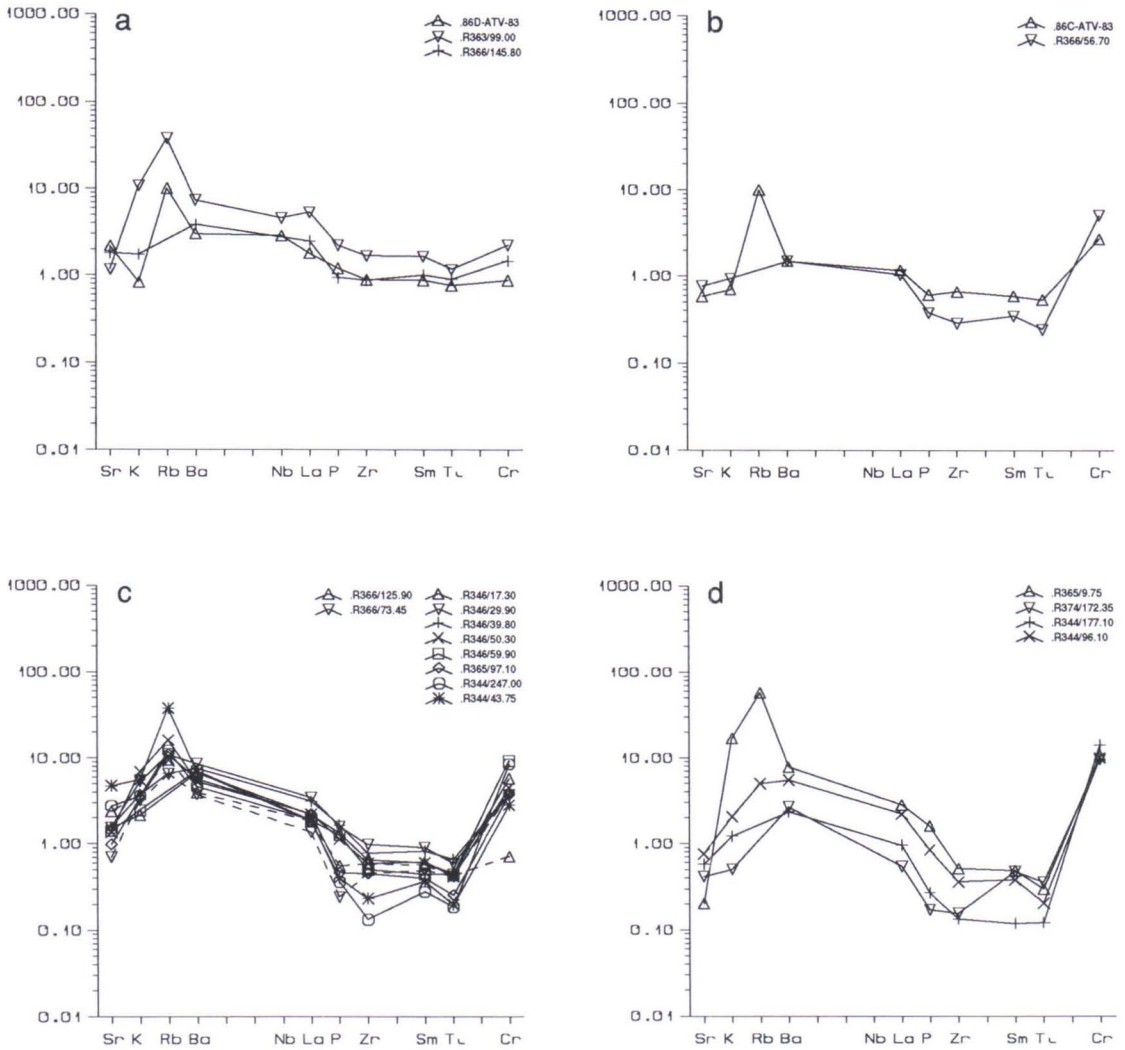 a
.86D-ATV-83
.R363/99.00
.R366/145.80
1000.00
100.00
10.00
1.00
0.10
0.01
Sr K Rb Ba Nb La P Zr Sm Cr
b
.86C-ATV-83
.R366/56.70
1000.00
100.00
10.00
1.00
0.10
0.01
Sr K Rb Ba Nb La P Zr Sm Cr
c
.R366/125.90
.R366/73.45
.R346/17.30
.R346/29.90
.R346/39.80
.R346/50.30
.R346/59.90
.R365/97.10
.R344/247.00
.R344/43.75
1000.00
100.00
10.00
1.00
0.10
0.01
Sr K Rb Ba Nb La P Zr Sm Cr
d
.R365/9.75
.R374/172.35
.R344/177.10
.R344/96.10
1000.00
100.00
10.00
1.00
0.10
0.01
Sr K Rb Ba Nb La P Zr Sm Cr